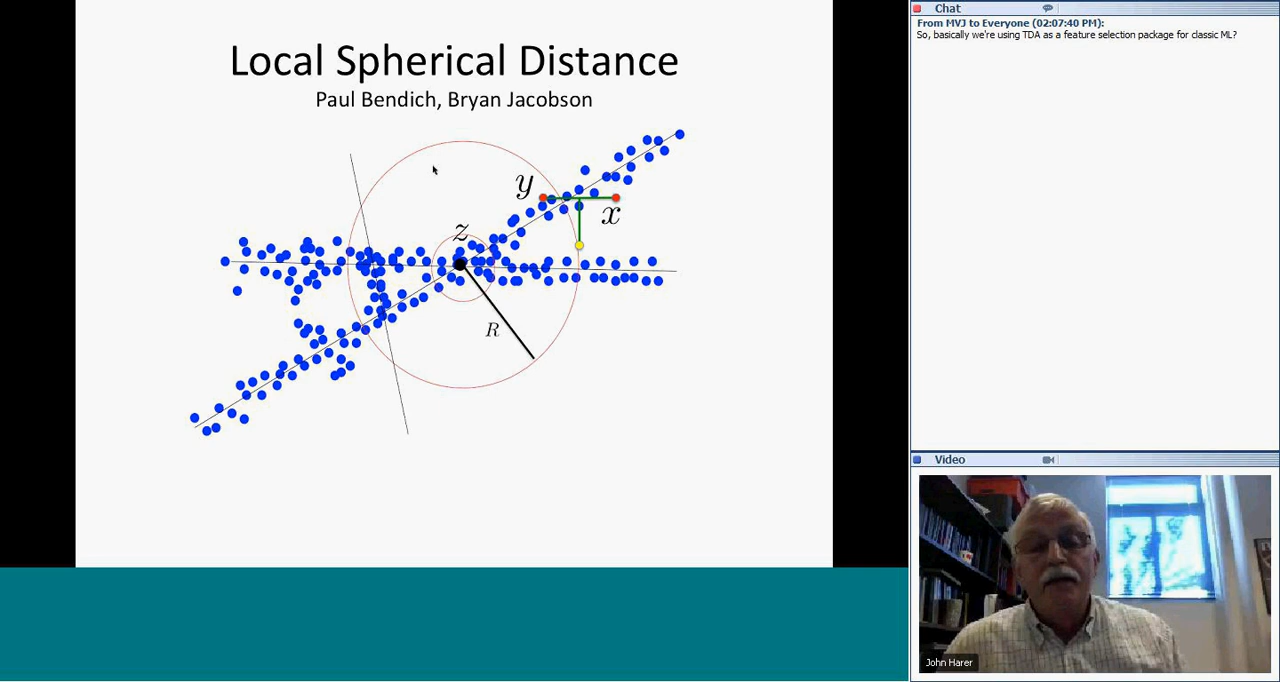 Local Spherical Distance
Paul Bendich, Bryan Jacobson
y
x
z
R
Chat
From MVJ to Everyone (02:07:40 PM):
So, basically we're using TDA as a feature selection package for classic ML?
Video
John Harer